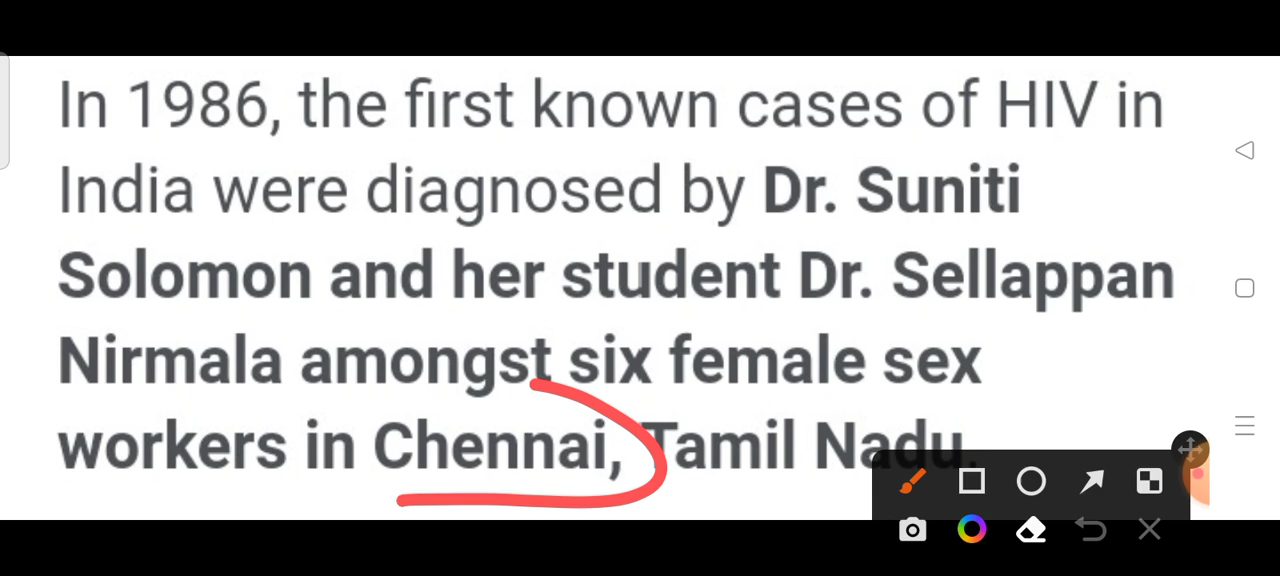 In 1986, the first known cases of HIV in
India were diagnosed by Dr. Suniti
Solomon and her student Dr. Sellappan
Nirmala amongst six female sex
workers in Chennai, Tamil Nadu.